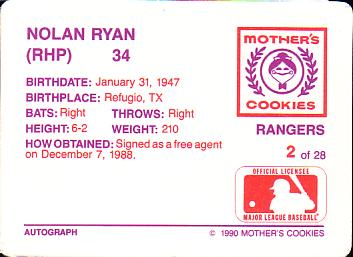 NOLAN RYAN
(RHP) 34
BIRTHDATE: January 31, 1947
BIRTHPLACE: Refugio, TX
BATS: Right THROWS: Right
HEIGHT: 6-2 WEIGHT: 210
HOW OBTAINED: Signed as a free agent
on December 7, 1988.
MOTHER'S
COOKIES
RANGERS
2 of 28
OFFICIAL LICENSEE
MAJOR LEAGUE BASEBALL
AUTOGRAPH
© 1990 MOTHER'S COOKIES